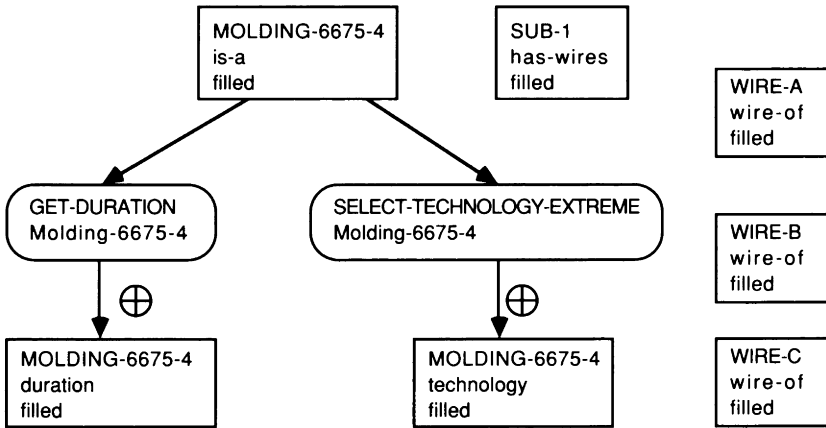 MOLDING-6675-4
is-a
filled
SUB-1
has-wires
filled
WIRE-A
wire-of
filled
GET-DURATION
Molding-6675-4
SELECT-TECHNOLOGY-EXTREME
Molding-6675-4
WIRE-B
wire-of
filled
MOLDING-6675-4
duration
filled
MOLDING-6675-4
technology
filled
WIRE-C
wire-of
filled